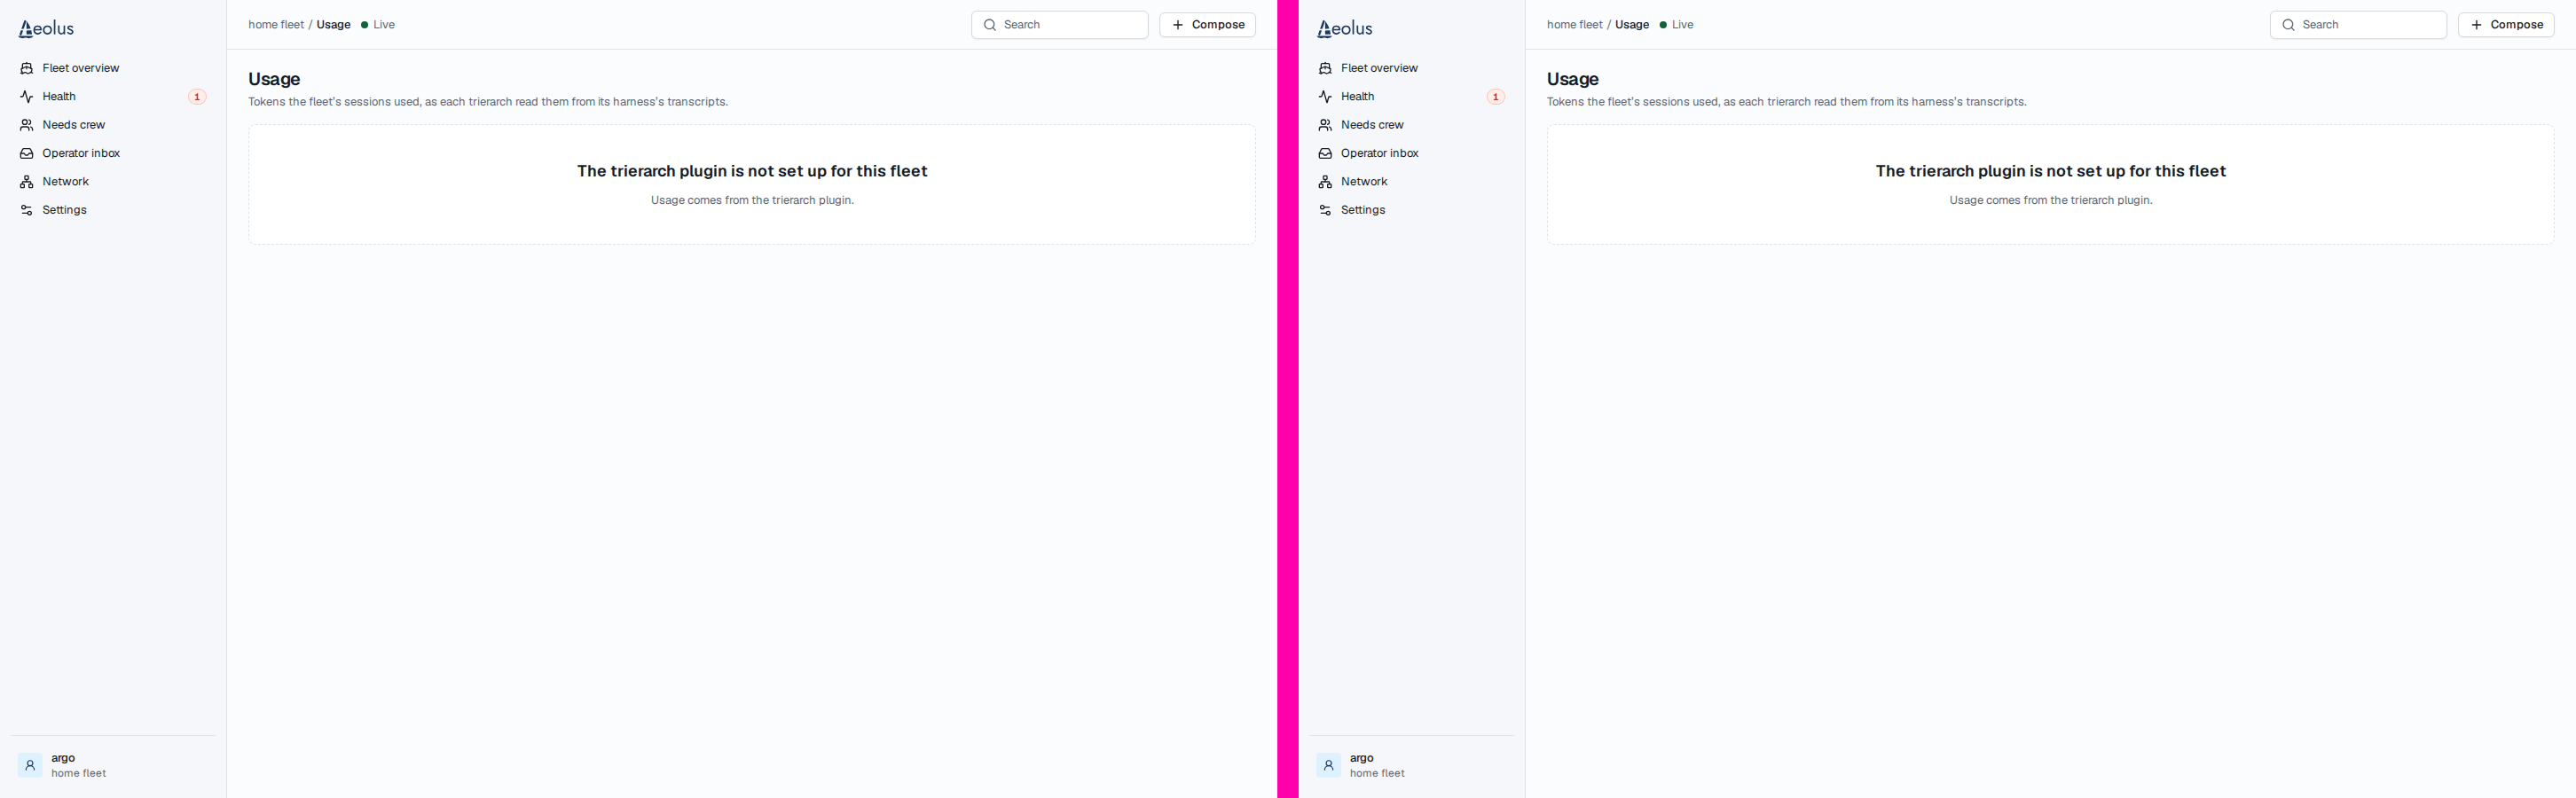 Aeolus
Fleet overview
Health 1
Needs crew
Operator inbox
Network
Settings
argo
home fleet
home fleet / Usage Live
Search
Compose
Usage
Tokens the fleet's sessions used, as each trierarch read them from its harness's transcripts.
The trierarch plugin is not set up for this fleet
Usage comes from the trierarch plugin.
Aeolus
Fleet overview
Health 1
Needs crew
Operator inbox
Network
Settings
argo
home fleet
home fleet / Usage Live
Search
Compose
Usage
Tokens the fleet's sessions used, as each trierarch read them from its harness's transcripts.
The trierarch plugin is not set up for this fleet
Usage comes from the trierarch plugin.